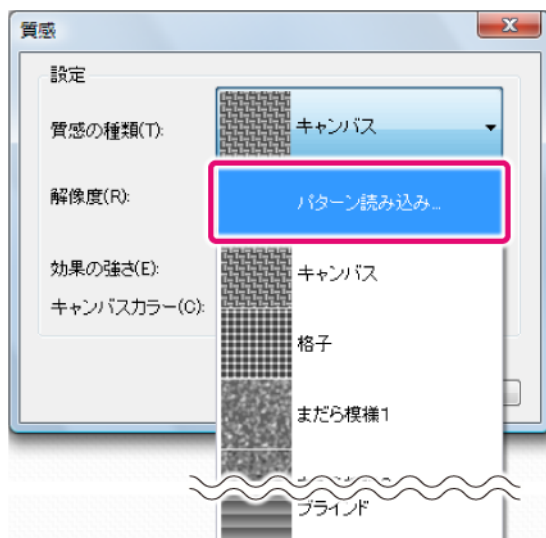 質感
設定
質感の種類(T):
キャンバス
解像度(R):
パターン読み込み...
効果の強さ(E):
キャンバス
キャンバスカラー(C):
格子
まだら模様1
ブラインド